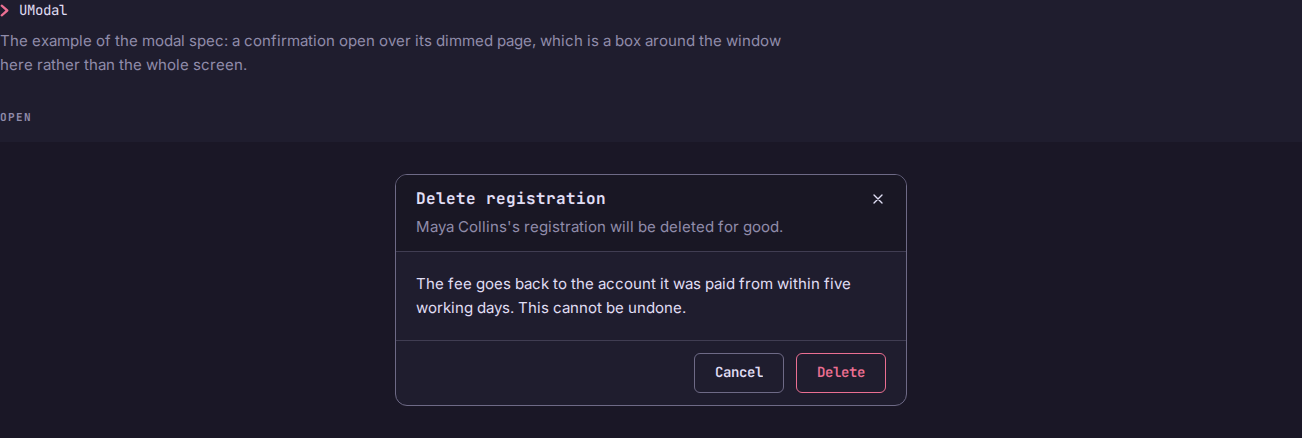 UModal
The example of the modal spec: a confirmation open over its dimmed page, which is a box around the window
here rather than the whole screen.
OPEN
Delete registration
Maya Collins's registration will be deleted for good.
The fee goes back to the account it was paid from within five
working days. This cannot be undone.
Cancel
Delete